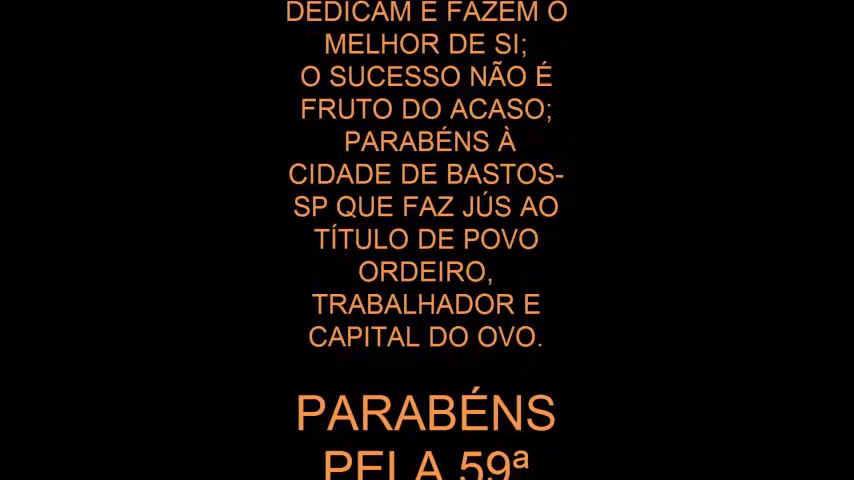 DEDICAM E FAZEM O
MELHOR DE SI;
O SUCESSO NÃO É
FRUTO DO ACASO;
PARABÉNS À
CIDADE DE BASTOS-
SP QUE FAZ JÚS AO
TÍTULO DE POVO
ORDEIRO,
TRABALHADOR E
CAPITAL DO OVO.
PARABÉNS
PELA 59ª